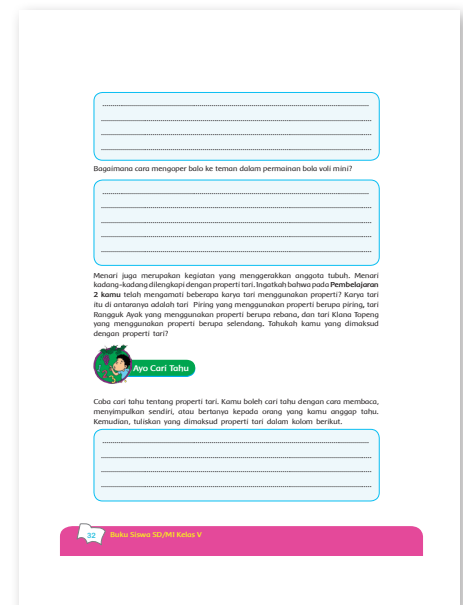 Bagaimana cara mengoper balo ke teman dalam permainan bola voli mini?
Menari juga merupakan kegiatan yang menggerakkan anggota tubuh. Menari
kadang-kadang dilengkapi dengan properti tari. Ingatkah bahwa pada Pembelajaran
2 kamu telah mengamati beberapa karya tari menggunakan properti? Karya tari
itu di antaranya adalah tari Piring yang menggunakan properti berupa piring, tari
Rangguk Ayak yang menggunakan properti berupa rebana, dan tari Klana Topeng
yang menggunakan properti berupa selendang. Tahukah kamu yang dimaksud
dengan properti tari?
Ayo Cari Tahu
Coba cari tahu tentang properti tari. Kamu boleh cari tahu dengan cara membaca,
menyimpulkan sendiri, atau bertanya kepada orang yang kamu anggap tahu.
Kemudian, tuliskan yang dimaksud properti tari dalam kolom berikut.
32 Buku Siswa SD/MI Kelas V